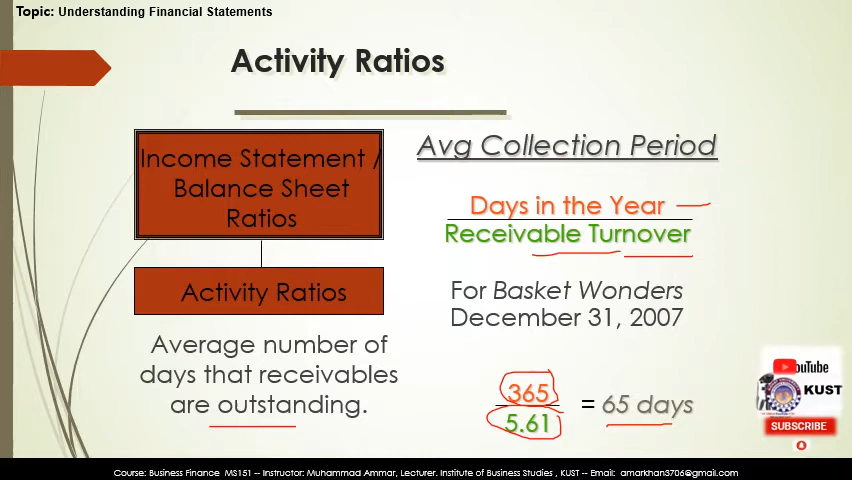 Topic: Understanding Financial Statements
Activity Ratios
Income Statement /
Balance Sheet
Ratios
Activity Ratios
Average number of
days that receivables
are outstanding.
Avg Collection Period
Days in the Year
Receivable Turnover
For Basket Wonders
December 31, 2007
365
5.61
= 65 days
YouTube
KUST
SUBSCRIBE
Course: Business Finance MS151 -- Instructor: Muhammad Ammar, Lecturer. Institute of Business Studies , KUST -- Email: amarkhan3706@gmail.com